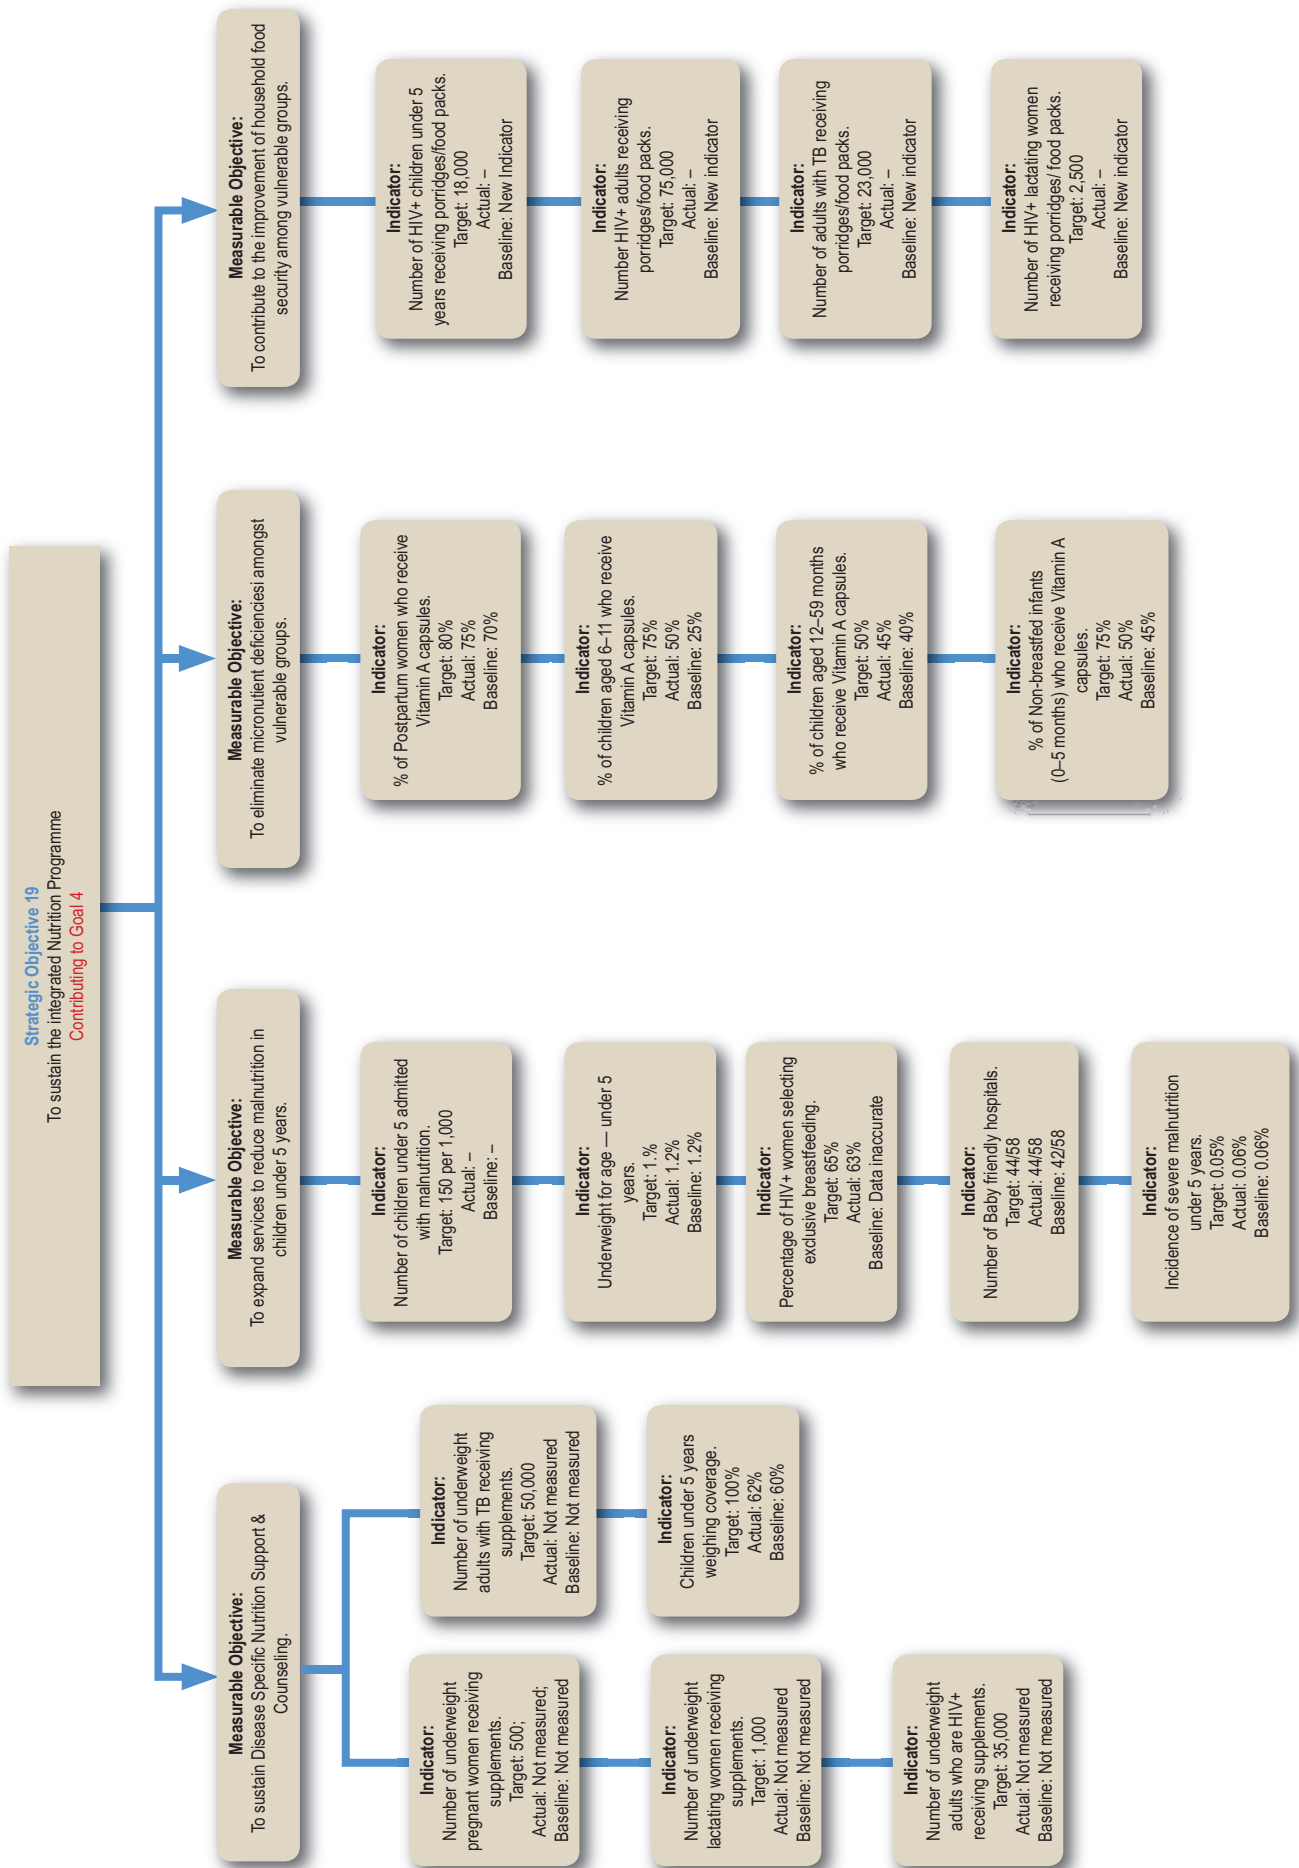 Strategic Objective 19
To sustain the integrated Nutrition Programme
Contributing to Goal 4
Measurable Objective:
To sustain Disease Specific Nutrition Support &
Counseling.
Indicator:
Number of underweight
pregnant women receiving
supplements.
Target: 500;
Actual: Not measured;
Baseline: Not measured
Indicator:
Number of underweight
lactating women receiving
supplements.
Target: 1,000
Actual: Not measured
Baseline: Not measured
Indicator:
Number of underweight
adults who are HIV+
receiving supplements.
Target: 35,000
Actual: Not measured
Baseline: Not measured
Indicator:
Number of underweight
adults with TB receiving
supplements.
Target: 50,000
Actual: Not measured
Baseline: Not measured
Indicator:
Children under 5 years
weighing coverage.
Target: 100%
Actual: 62%
Baseline: 60%
Measurable Objective:
To expand services to reduce malnutrition in
children under 5 years.
Indicator:
Number of children under 5 admitted
with malnutrition.
Target: 150 per 1,000
Actual: –
Baseline: –
Indicator:
Underweight for age — under 5
years.
Target: 1.%
Actual: 1.2%
Baseline: 1.2%
Indicator:
Percentage of HIV+ women selecting
exclusive breastfeeding.
Target: 65%
Actual: 63%
Baseline: Data inaccurate
Indicator:
Number of Baby friendly hospitals.
Target: 44/58
Actual: 44/58
Baseline: 42/58
Indicator:
Incidence of severe malnutrition
under 5 years.
Target: 0.05%
Actual: 0.06%
Baseline: 0.06%
Measurable Objective:
To eliminate micronutient deficienciesi amongst
vulnerable groups.
Indicator:
% of Postpartum women who receive
Vitamin A capsules.
Target: 80%
Actual: 75%
Baseline: 70%
Indicator:
% of children aged 6–11 who receive
Vitamin A capsules.
Target: 75%
Actual: 50%
Baseline: 25%
Indicator:
% of children aged 12–59 months
who receive Vitamin A capsules.
Target: 50%
Actual: 45%
Baseline: 40%
Indicator:
% of Non-breastfed infants
(0–5 months) who receive Vitamin A
capsules.
Target: 75%
Actual: 50%
Baseline: 45%
Measurable Objective:
To contribute to the improvement of household food
security among vulnerable groups.
Indicator:
Number of HIV+ children under 5
years receiving porridges/food packs.
Target: 18,000
Actual: –
Baseline: New Indicator
Indicator:
Number HIV+ adults receiving
porridges/food packs.
Target: 75,000
Actual: –
Baseline: New indicator
Indicator:
Number of adults with TB receiving
porridges/food packs.
Target: 23,000
Actual: –
Baseline: New indicator
Indicator:
Number of HIV+ lactating women
receiving porridges/ food packs.
Target: 2,500
Actual: –
Baseline: New indicator